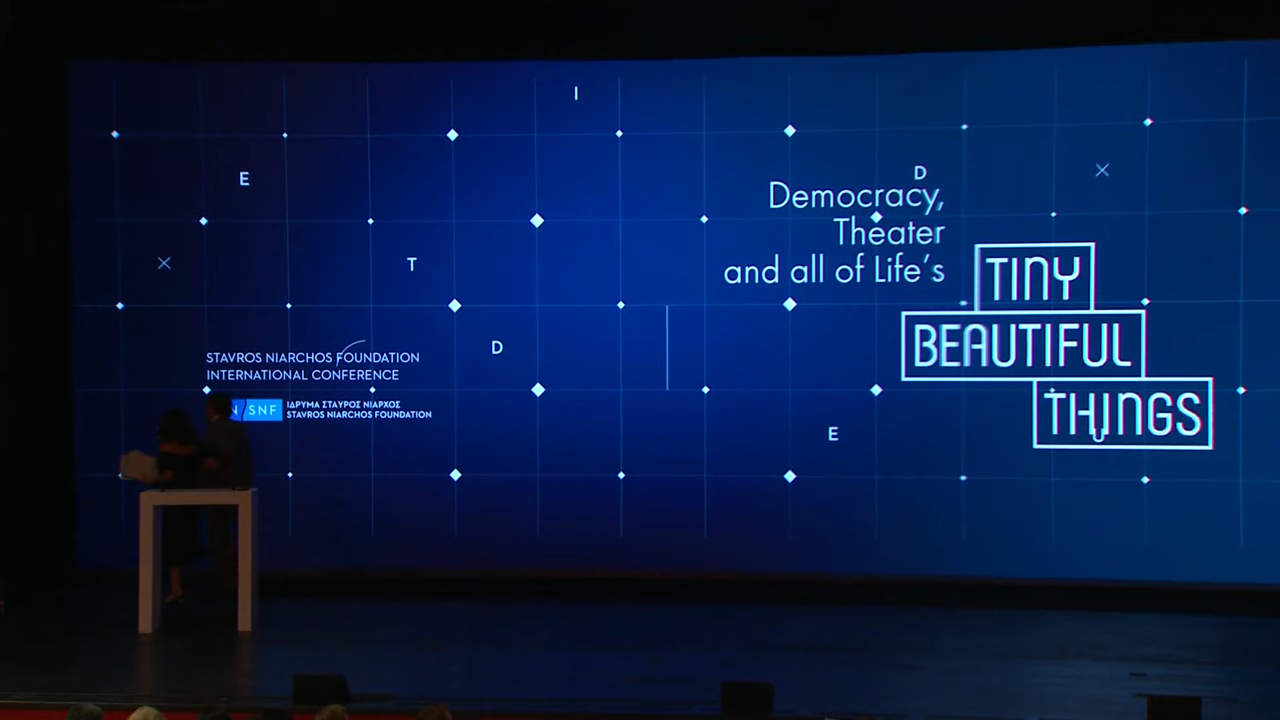 I
E
D
Democracy,
Theater
and all of Life's
T
TINY
BEAUTIFUL
THINGS
D
STAVROS NIARCHOS FOUNDATION
INTERNATIONAL CONFERENCE
E
N/SNF
ΙΔΡΥΜΑ ΣΤΑΥΡΟΣ ΝΙΑΡΧΟΣ
STAVROS NIARCHOS FOUNDATION